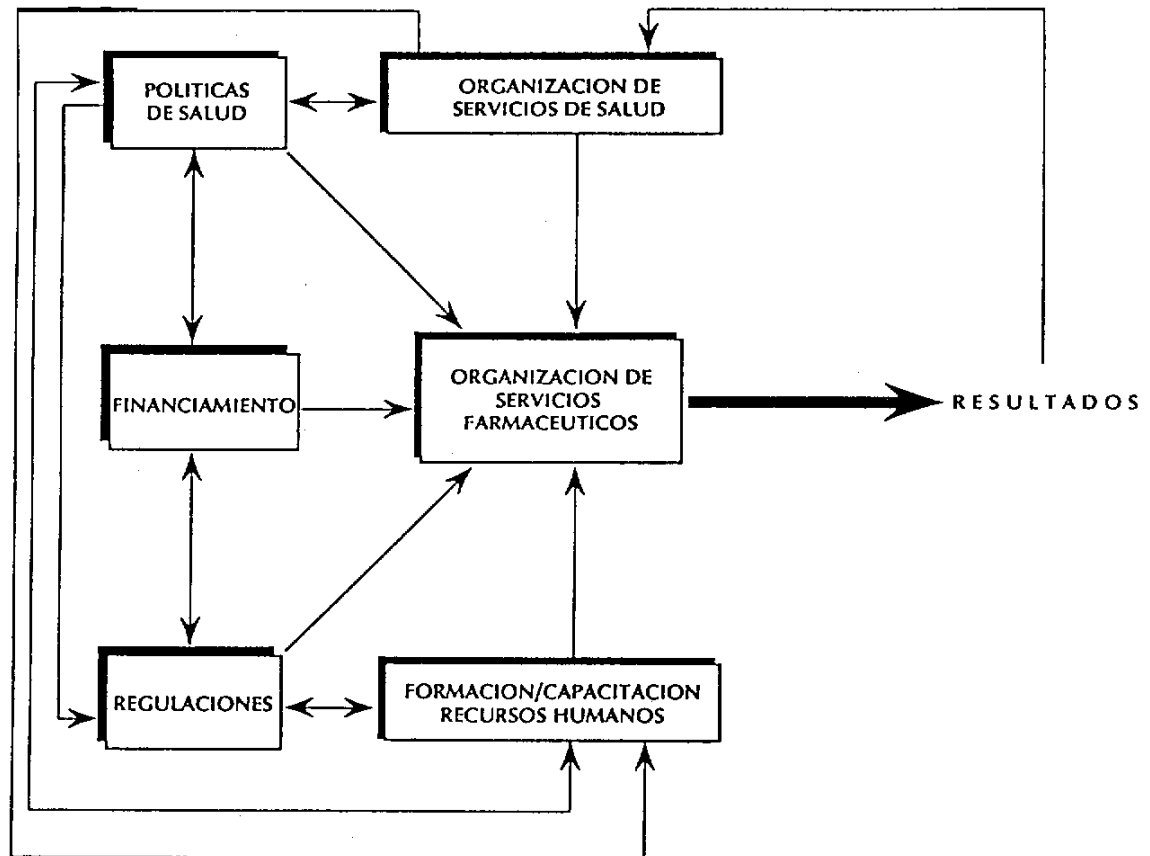 POLITICAS
DE SALUD
ORGANIZACION DE
SERVICIOS DE SALUD
FINANCIAMIENTO
ORGANIZACION DE
SERVICIOS
FARMACEUTICOS
RESULTADOS
REGULACIONES
FORMACION/CAPACITACION
RECURSOS HUMANOS